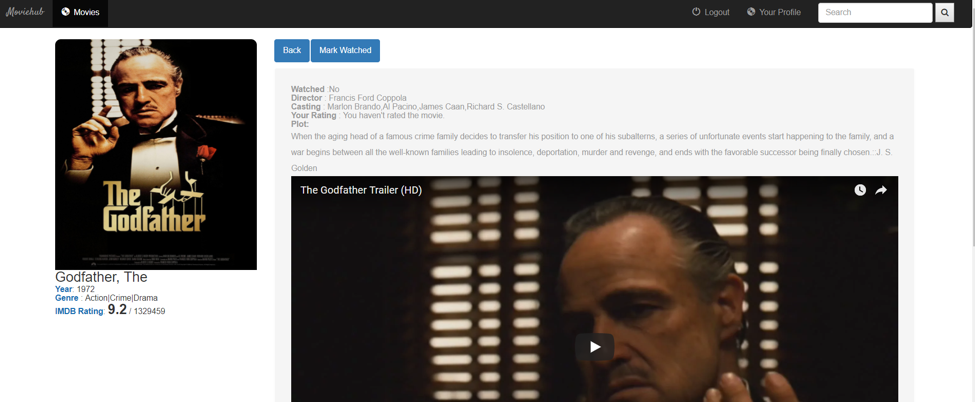 Moviehub
Movies
Logout
Your Profile
Search
Back
Mark Watched
The
Godfather
Godfather, The
Year: 1972
Genre : Action|Crime|Drama
IMDB Rating: 9.2 / 1329459
Watched :No
Director : Francis Ford Coppola
Casting : Marlon Brando,Al Pacino,James Caan,Richard S. Castellano
Your Rating : You haven't rated the movie.
Plot:
When the aging head of a famous crime family decides to transfer his position to one of his subalterns, a series of unfortunate events start happening to the family, and a
war begins between all the well-known families leading to insolence, deportation, murder and revenge, and ends with the favorable successor being finally chosen. : J. S.
Golden
The Godfather Trailer (HD)